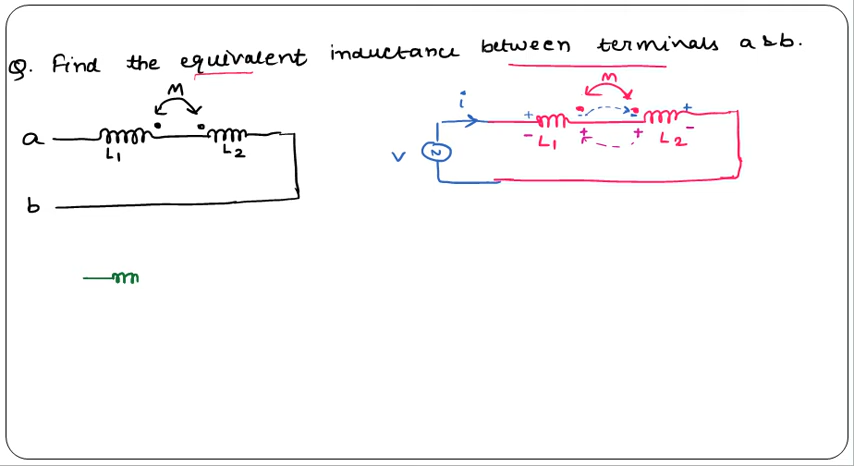 Q. Find the equivalent inductance between terminals a & b.
M
a
L1
L2
b
M
i
+
+
- L1
+
+
L2 -
v